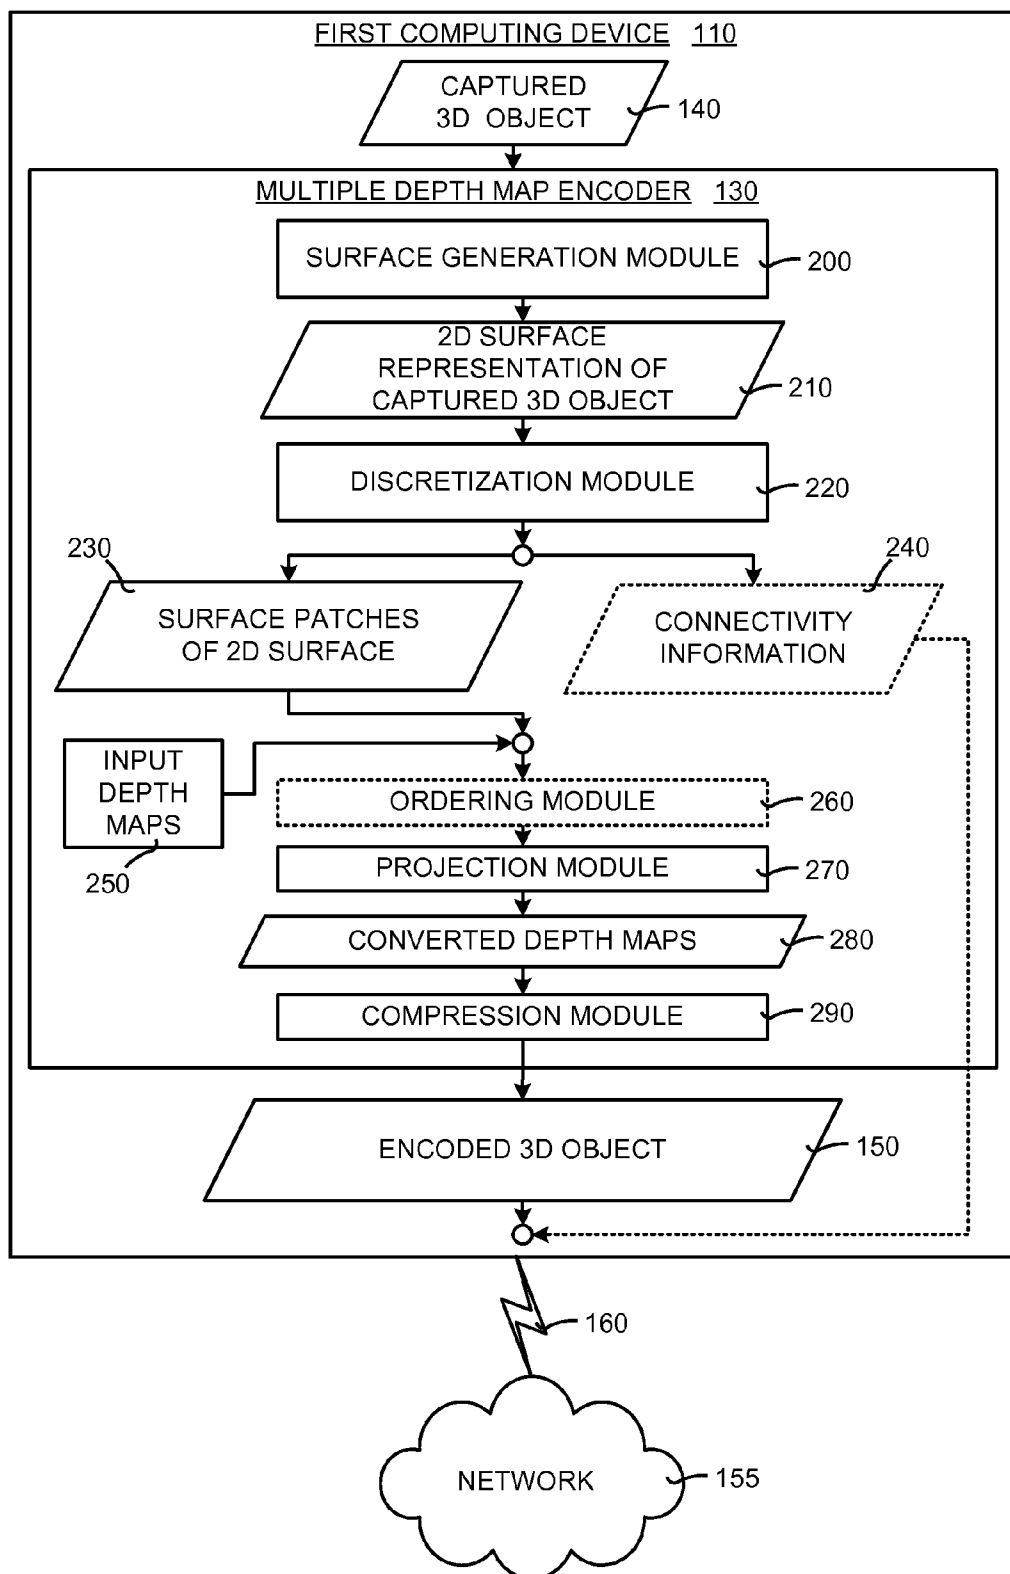 FIRST COMPUTING DEVICE 110
CAPTURED
3D OBJECT
140
MULTIPLE DEPTH MAP ENCODER 130
SURFACE GENERATION MODULE
200
2D SURFACE
REPRESENTATION OF
CAPTURED 3D OBJECT
210
DISCRETIZATION MODULE
220
230
240
SURFACE PATCHES
OF 2D SURFACE
CONNECTIVITY
INFORMATION
INPUT
DEPTH
MAPS
250
ORDERING MODULE
260
PROJECTION MODULE
270
CONVERTED DEPTH MAPS
280
COMPRESSION MODULE
290
ENCODED 3D OBJECT
150
160
NETWORK
155